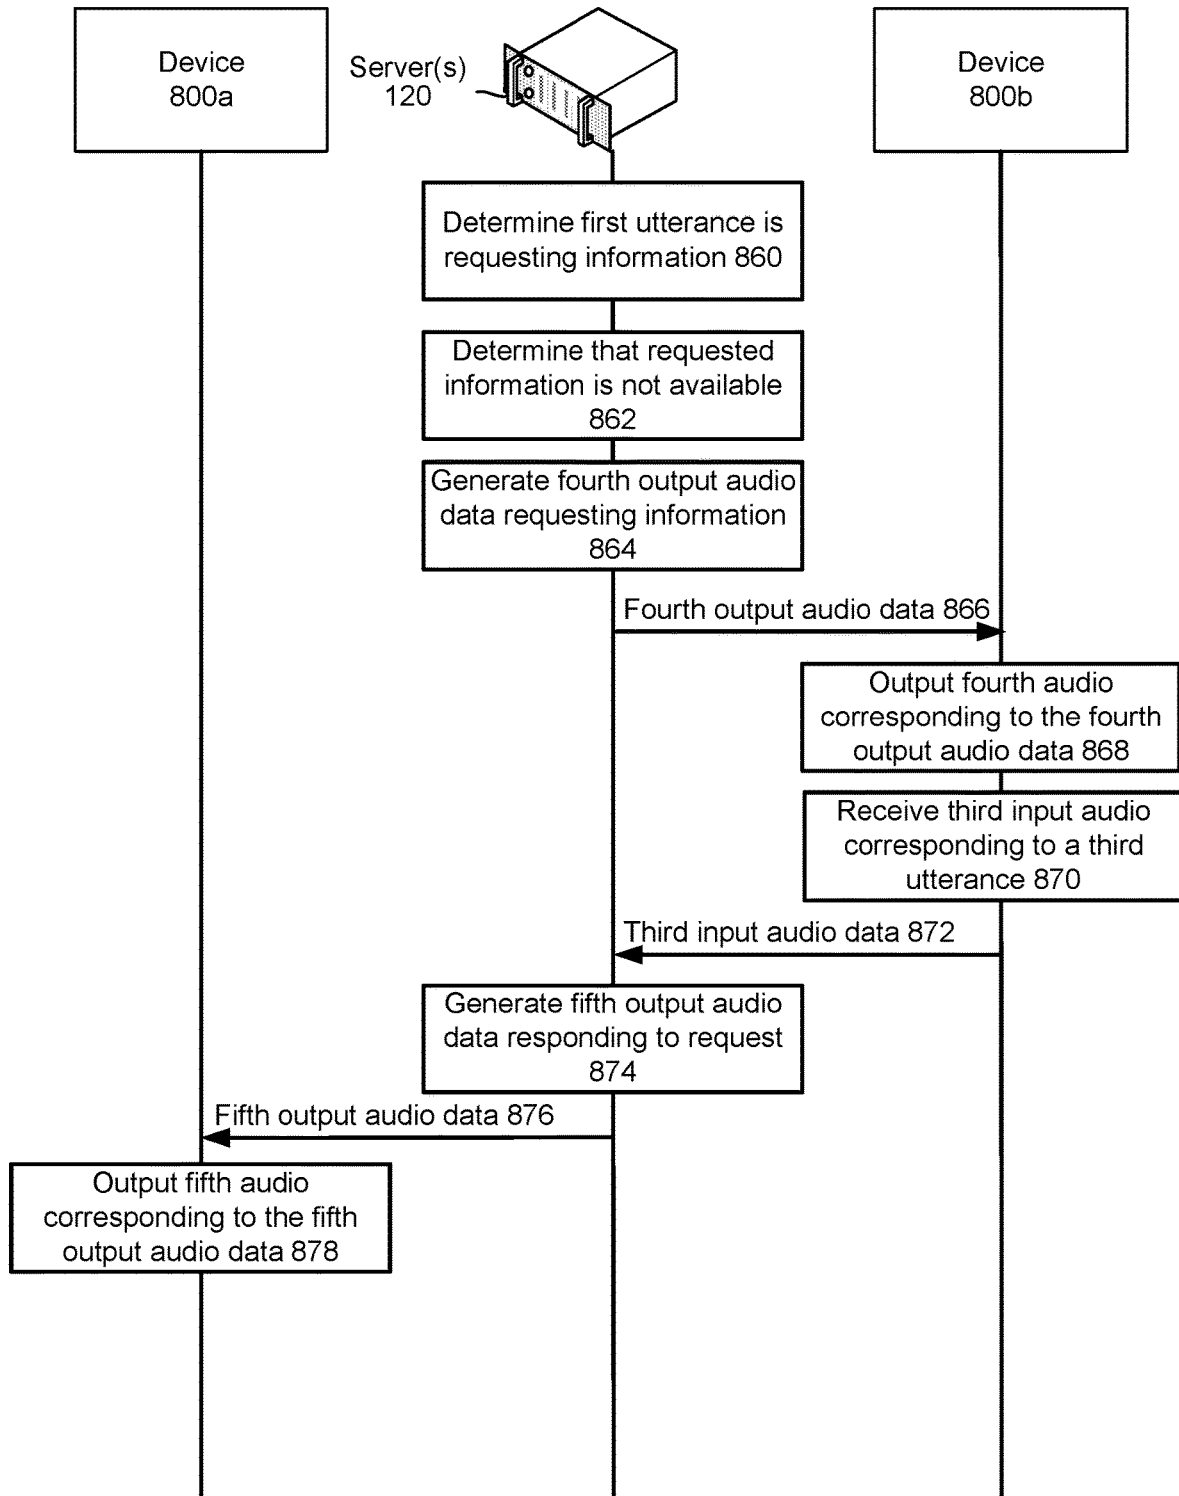 Device
800a
Server(s)
120
Device
800b
Determine first utterance is
requesting information 860
Determine that requested
information is not available
862
Generate fourth output audio
data requesting information
864
Fourth output audio data 866
Output fourth audio
corresponding to the fourth
output audio data 868
Receive third input audio
corresponding to a third
utterance 870
Third input audio data 872
Generate fifth output audio
data responding to request
874
Fifth output audio data 876
Output fifth audio
corresponding to the fifth
output audio data 878